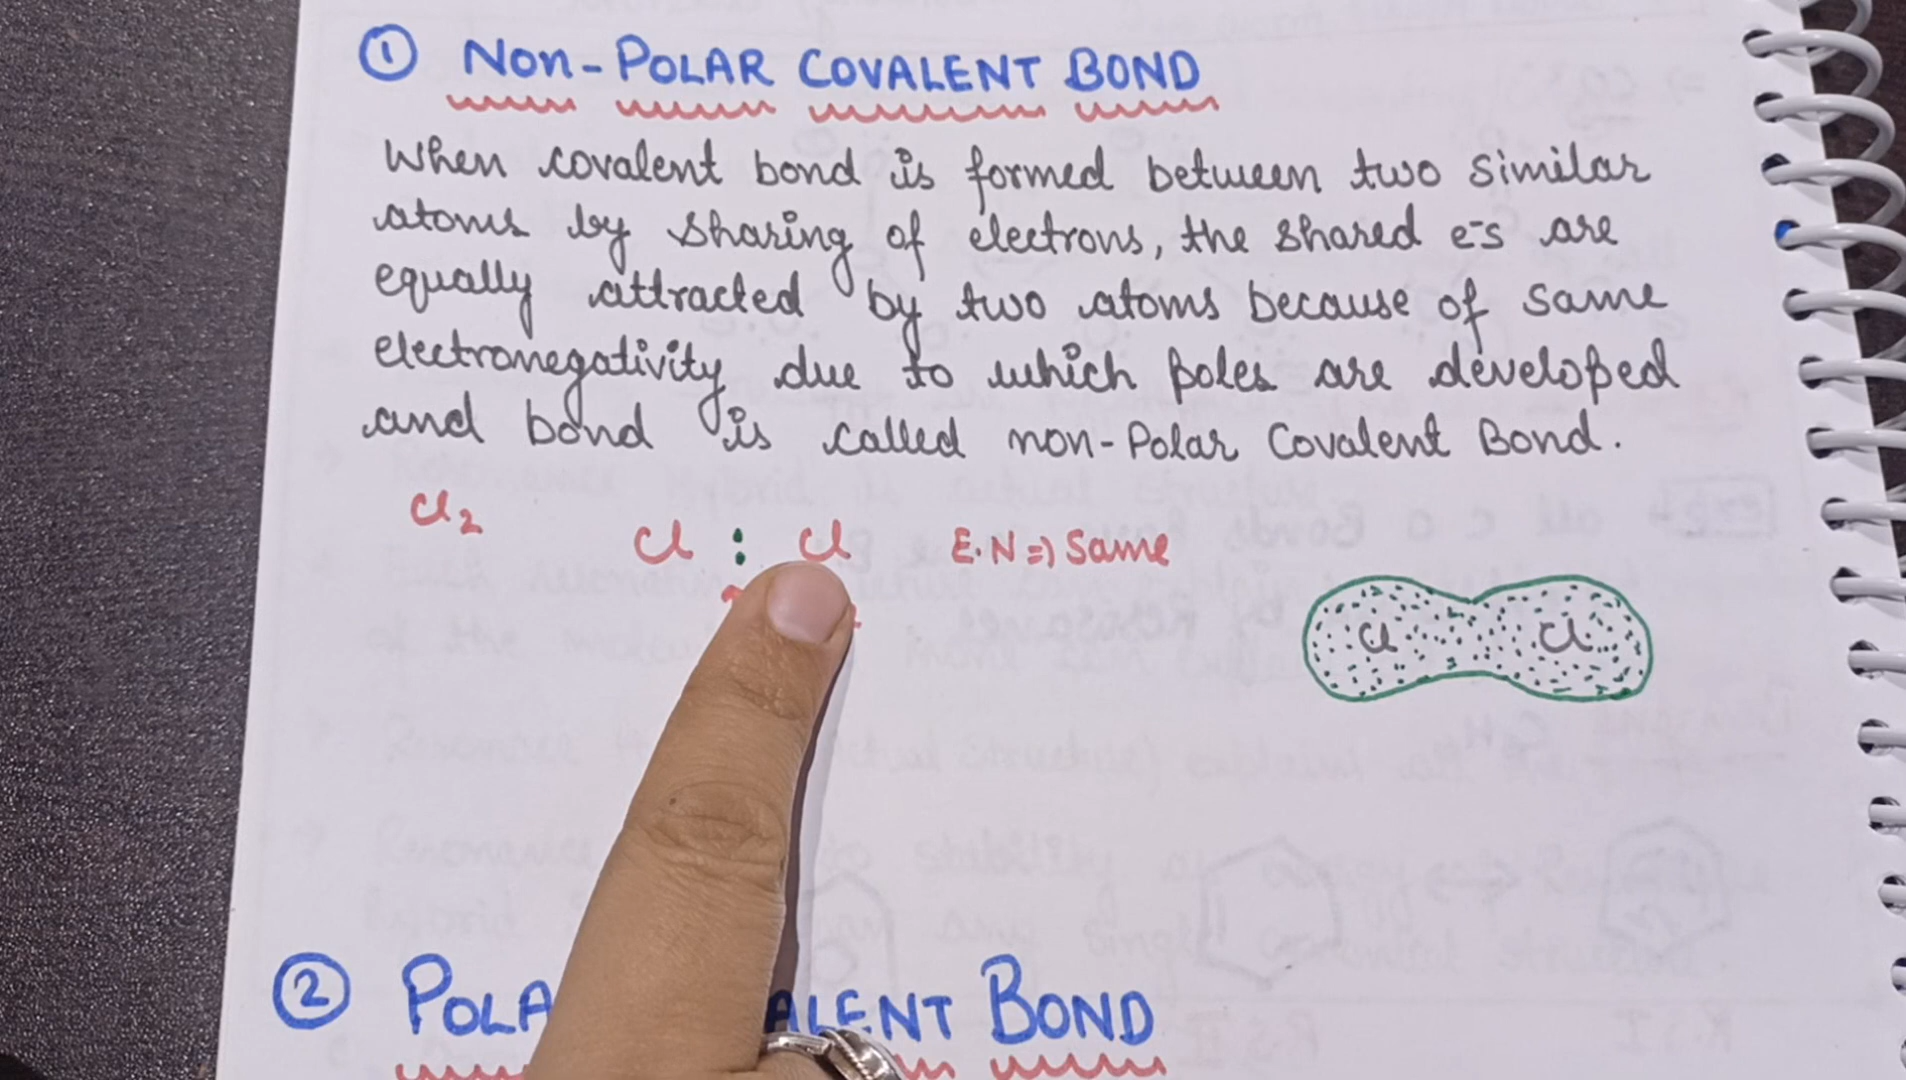 ① NON-POLAR COVALENT BOND
When covalent bond is formed between two similar
atoms by sharing of electrons, the shared e-s are
equally attracted by two atoms because of same
electronegativity due to which poles are developed
and bond is called non-Polar Covalent Bond.
Cl2
Cl : Cl E.N => Same
Cl Cl
② POLA ALENT BOND